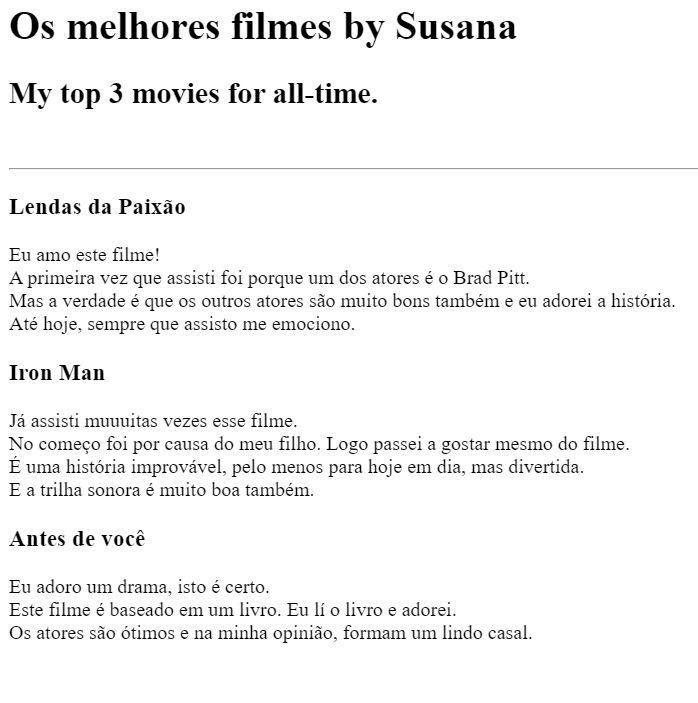 Os melhores filmes by Susana
My top 3 movies for all-time.
Lendas da Paixão
Eu amo este filme!
A primeira vez que assisti foi porque um dos atores é o Brad Pitt.
Mas a verdade é que os outros atores são muito bons também e eu adorei a história.
Até hoje, sempre que assisto me emociono.
Iron Man
Já assisti muuuitas vezes esse filme.
No começo foi por causa do meu filho. Logo passei a gostar mesmo do filme.
É uma história improvável, pelo menos para hoje em dia, mas divertida.
E a trilha sonora é muito boa também.
Antes de você
Eu adoro um drama, isto é certo.
Este filme é baseado em um livro. Eu lí o livro e adorei.
Os atores são ótimos e na minha opinião, formam um lindo casal.